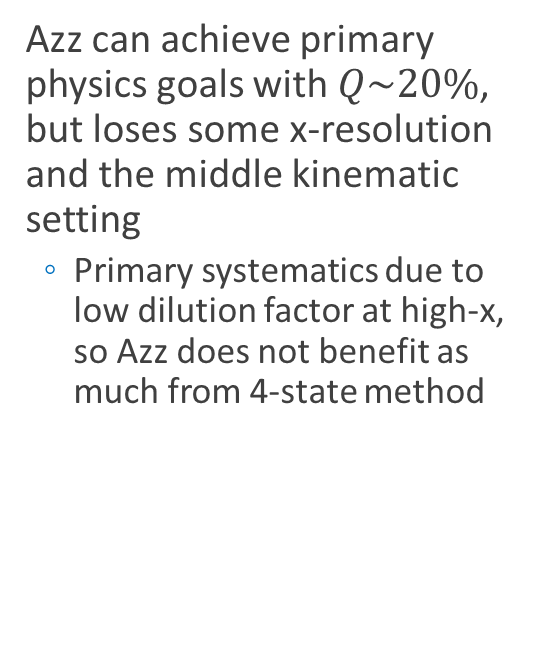 Azz can achieve primary
physics goals with Q~20%,
but loses some x-resolution
and the middle kinematic
setting
° Primary systematics due to
low dilution factor at high-x,
so Azz does not benefit as
much from 4-state method